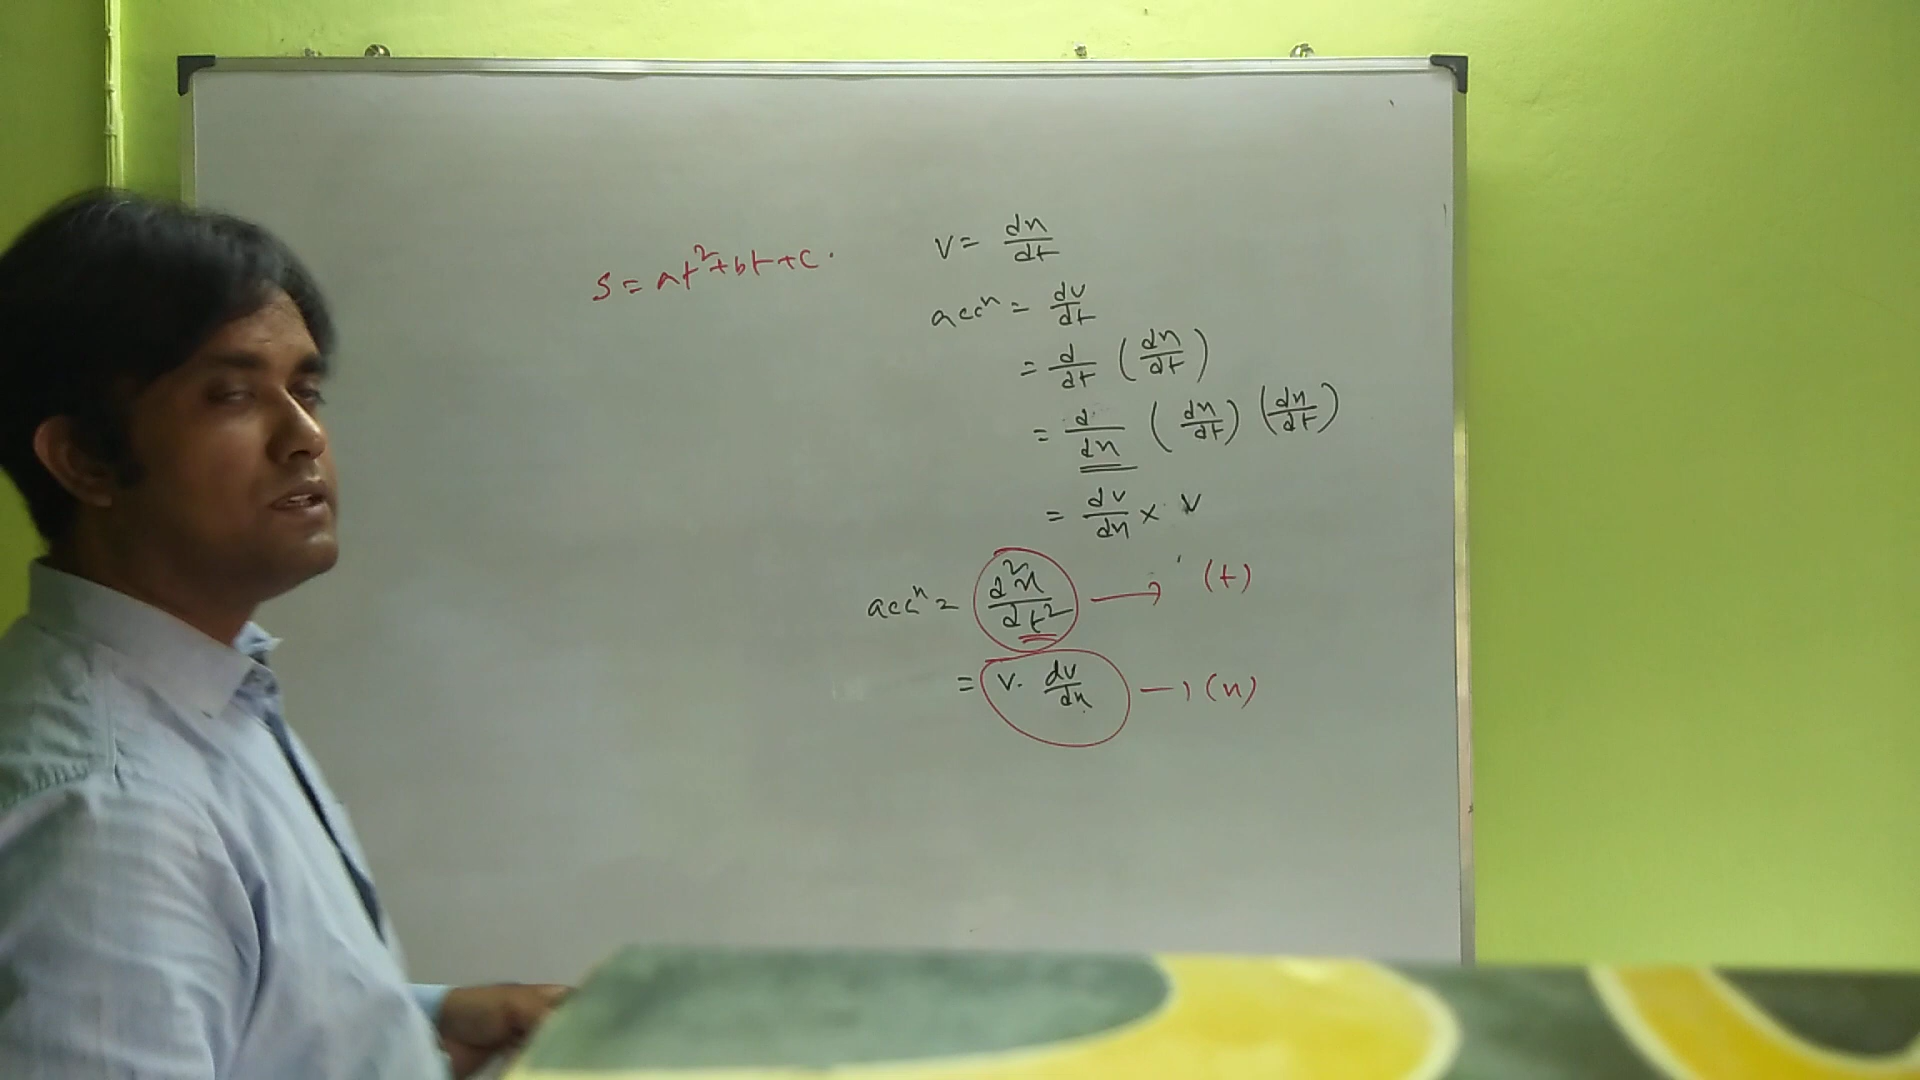 s = at²+bt+c.
v = dx/dt
accⁿ = dv/dt
= d/dt (dx/dt)
= d/dx (dx/dt) (dx/dt)
= dv/dx × v
accⁿ = d²x/dt² → (t)
= v. dv/dx → (x)